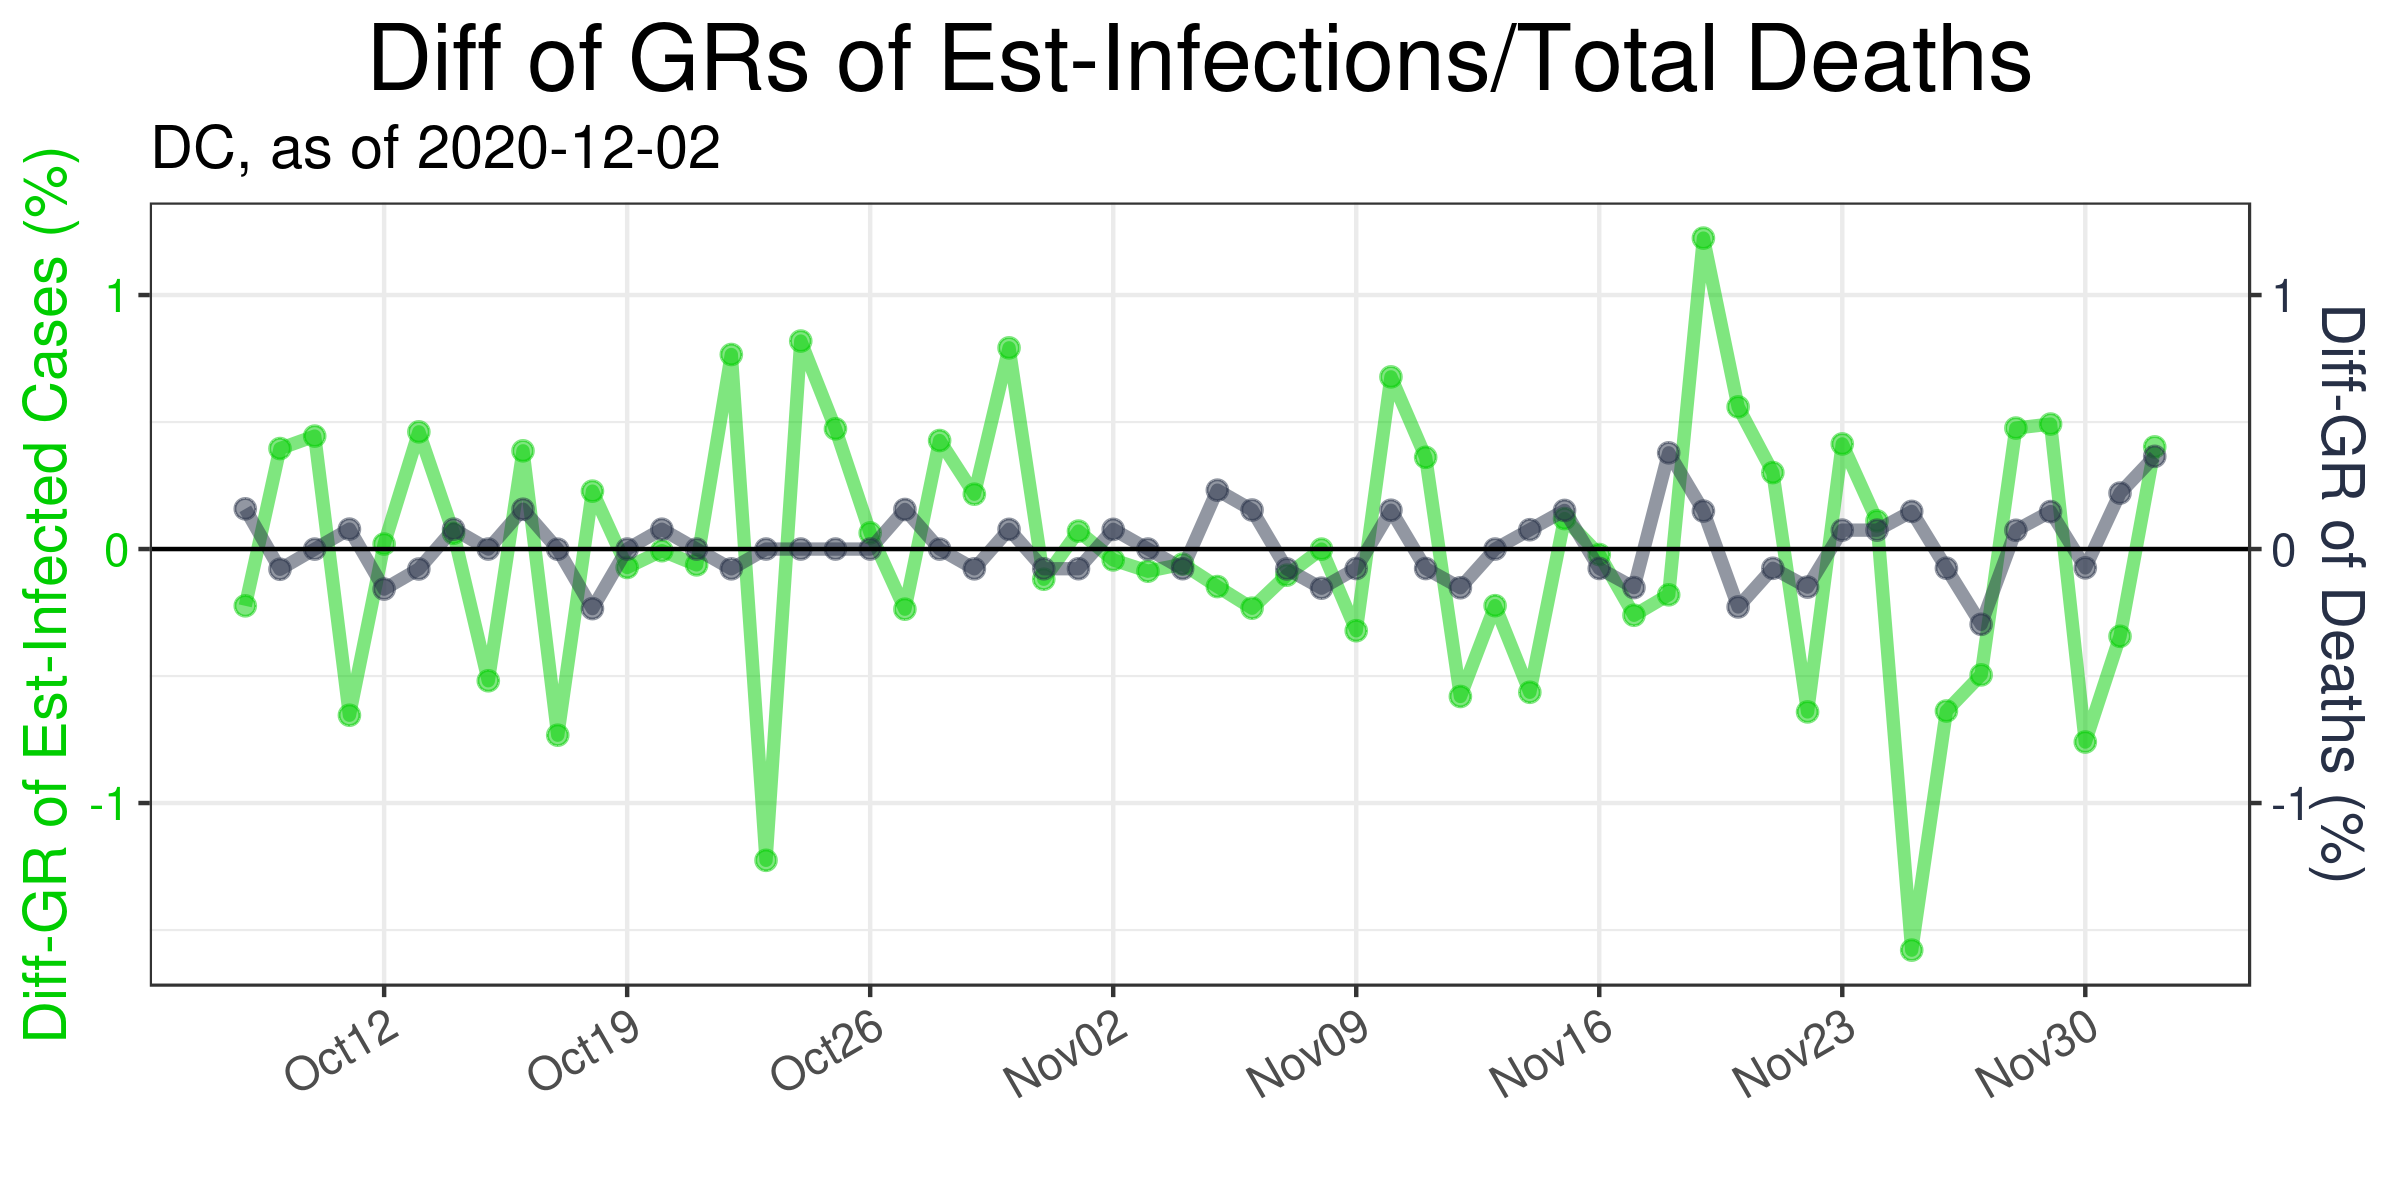 Diff of GRs of Est-Infections/Total Deaths
DC, as of 2020-12-02
Diff-GR of Est-Infected Cases (%)
1
0
-1
1
0
-1
Diff-GR of Deaths (%)
Oct12
Oct19
Oct26
Nov02
Nov09
Nov16
Nov23
Nov30